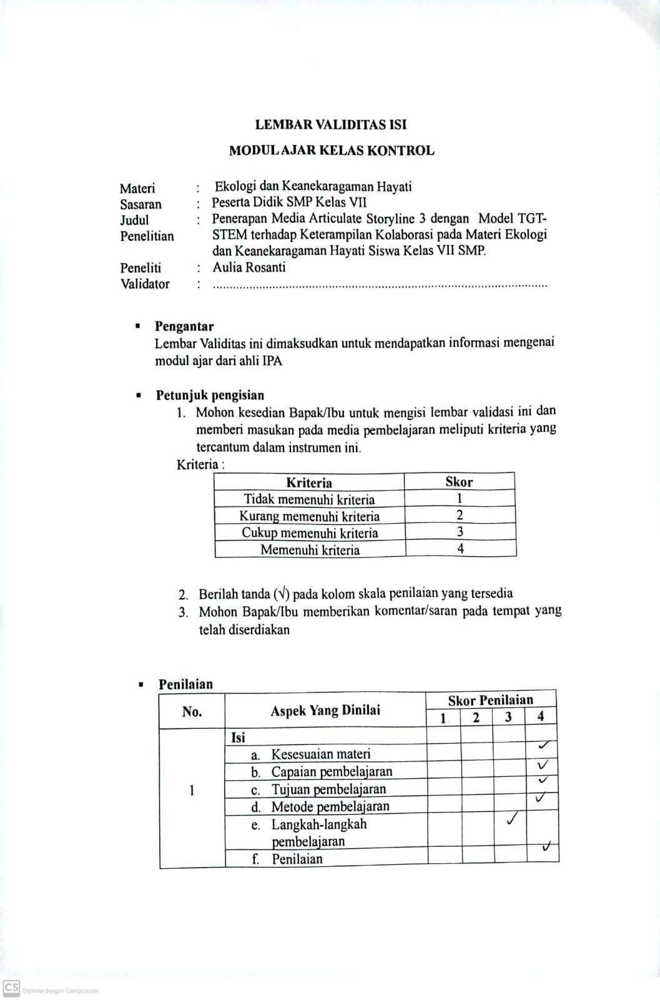 LEMBAR VALIDITAS ISI
MODUL AJAR KELAS KONTROL
Materi : Ekologi dan Keanekaragaman Hayati
Sasaran : Peserta Didik SMP Kelas VII
Judul : Penerapan Media Articulate Storyline 3 dengan Model TGT-
Penelitian STEM terhadap Keterampilan Kolaborasi pada Materi Ekologi
dan Keanekaragaman Hayati Siswa Kelas VII SMP.
Peneliti : Aulia Rosanti
Validator : ........................................................................................................
▪ Pengantar
Lembar Validitas ini dimaksudkan untuk mendapatkan informasi mengenai
modul ajar dari ahli IPA
▪ Petunjuk pengisian
1. Mohon kesedian Bapak/Ibu untuk mengisi lembar validasi ini dan
memberi masukan pada media pembelajaran meliputi kriteria yang
tercantum dalam instrumen ini.
Kriteria :
Kriteria Skor
Tidak memenuhi kriteria 1
Kurang memenuhi kriteria 2
Cukup memenuhi kriteria 3
Memenuhi kriteria 4
2. Berilah tanda (√) pada kolom skala penilaian yang tersedia
3. Mohon Bapak/Ibu memberikan komentar/saran pada tempat yang
telah diserdiakan
▪ Penilaian
No. Aspek Yang Dinilai Skor Penilaian
1 2 3 4
Isi
a. Kesesuaian materi ✓
b. Capaian pembelajaran ✓
1 c. Tujuan pembelajaran ✓
d. Metode pembelajaran ✓
e. Langkah-langkah ✓
pembelajaran
f. Penilaian ✓
CS Dipindai dengan CamScanner